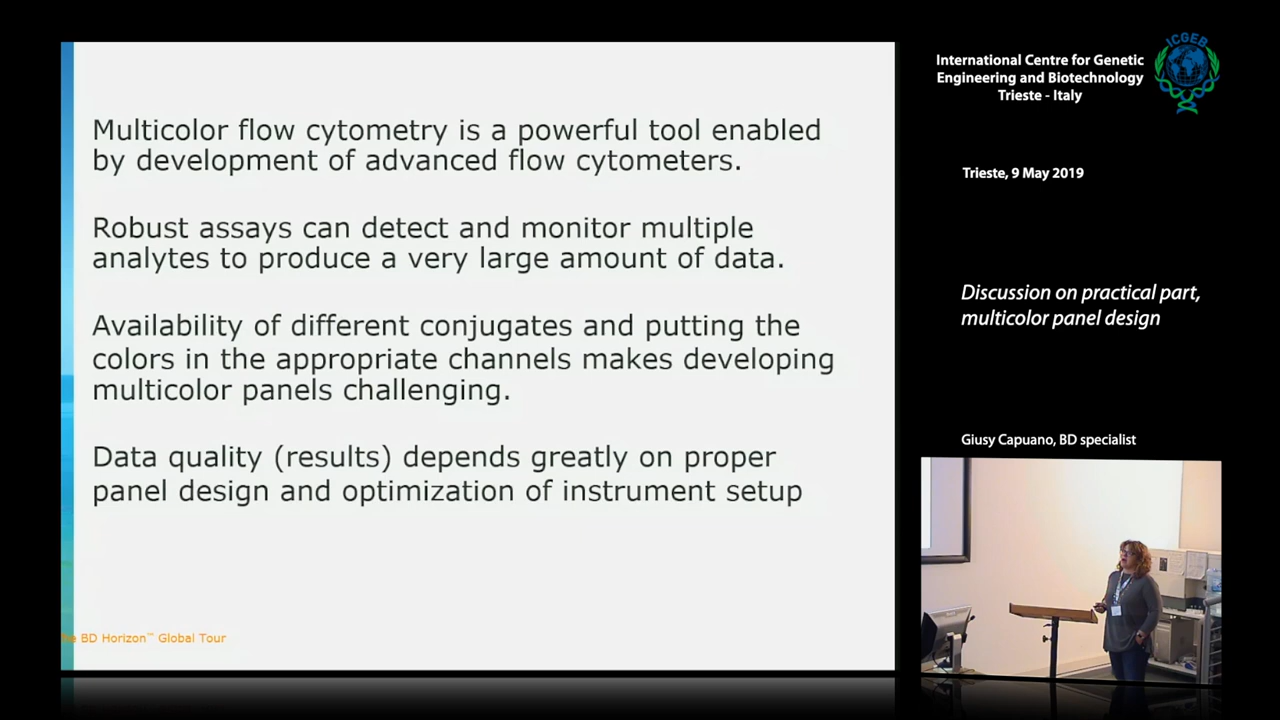 Multicolor flow cytometry is a powerful tool enabled
by development of advanced flow cytometers.
Robust assays can detect and monitor multiple
analytes to produce a very large amount of data.
Availability of different conjugates and putting the
colors in the appropriate channels makes developing
multicolor panels challenging.
Data quality (results) depends greatly on proper
panel design and optimization of instrument setup
BD Horizon™ Global Tour
International Centre for Genetic
Engineering and Biotechnology
Trieste - Italy
ICGEB
Trieste, 9 May 2019
Discussion on practical part,
multicolor panel design
Giusy Capuano, BD specialist